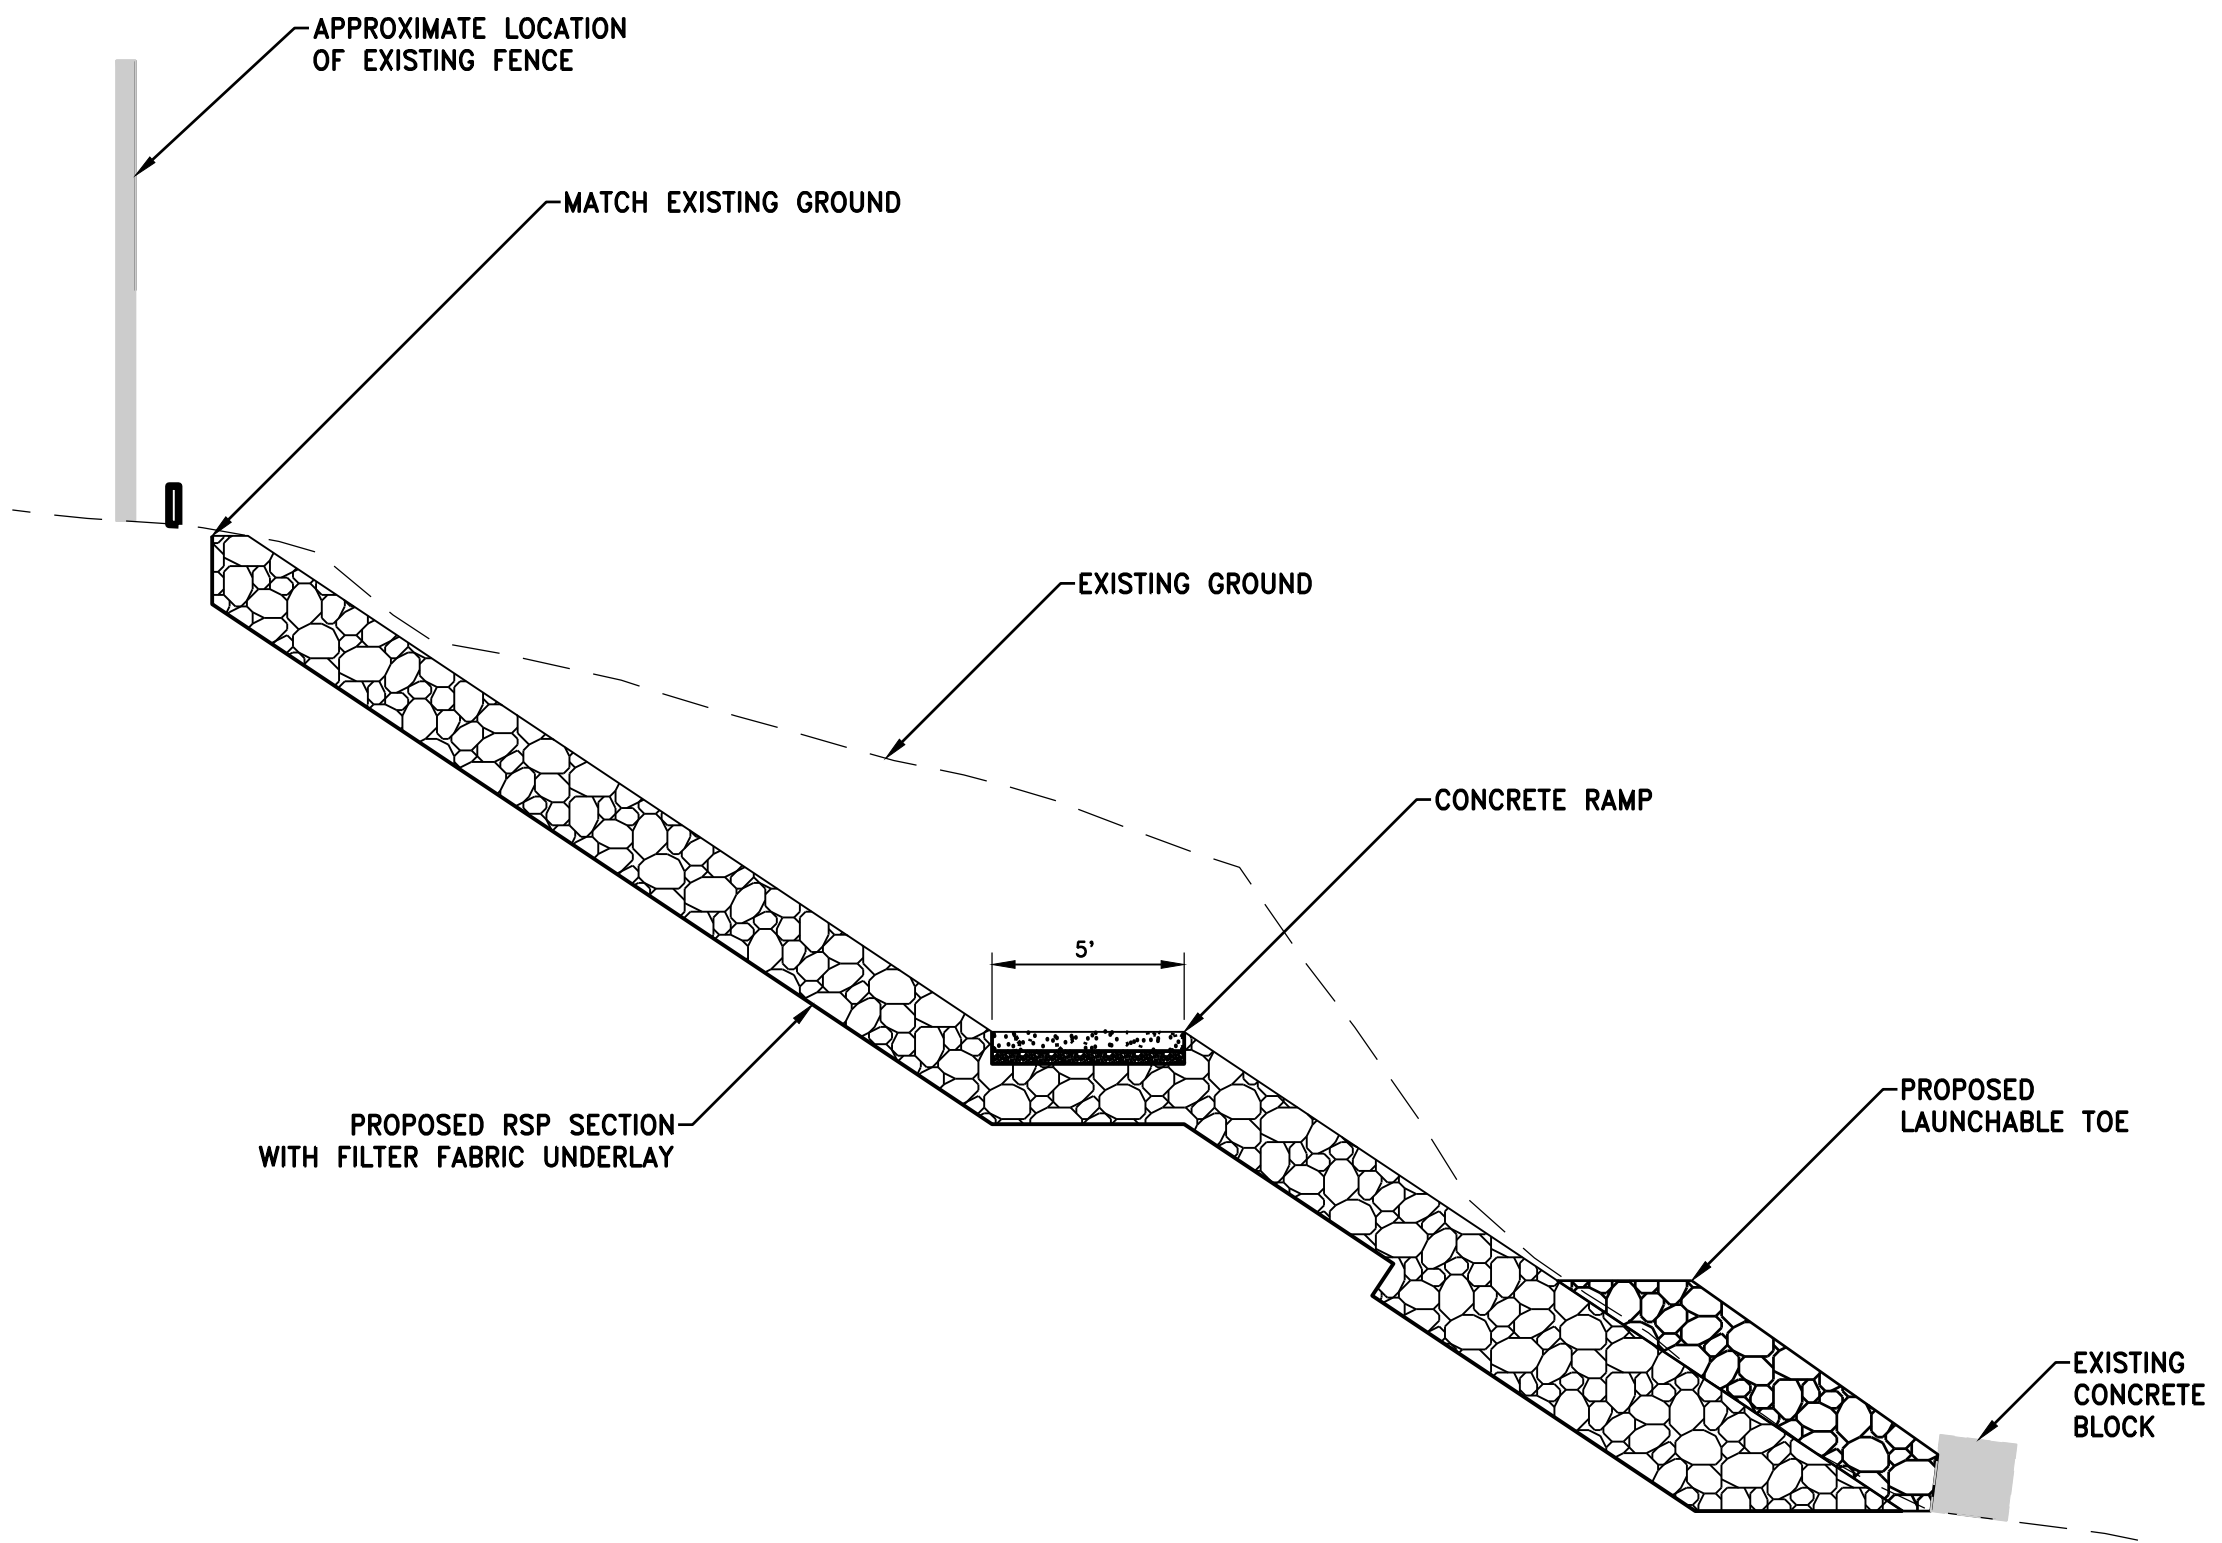 APPROXIMATE LOCATION
OF EXISTING FENCE
MATCH EXISTING GROUND
EXISTING GROUND
CONCRETE RAMP
5'
PROPOSED
LAUNCHABLE TOE
PROPOSED RSP SECTION
WITH FILTER FABRIC UNDERLAY
EXISTING
CONCRETE
BLOCK